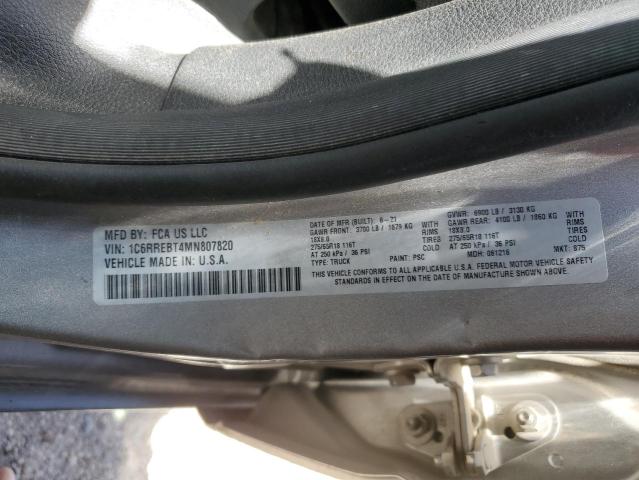 MFD BY: FCA US LLC
VIN: 1C6RREBT4MN807820
VEHICLE MADE IN: U.S.A.
DATE OF MFR (BUILT): 6-21
GVWR: 6900 LB / 3130 KG
GAWR FRONT: 3700 LB / 1679 KG WITH
GAWR REAR: 4100 LB / 1860 KG WITH
18X8.0 RIMS
18X8.0 RIMS
275/65R18 116T TIRES
275/65R18 116T TIRES
AT 250 kPa / 36 PSI COLD
AT 250 kPa / 36 PSI COLD
TYPE: TRUCK PAINT: PSC MDH: 061216 MKT: B75
THIS VEHICLE CONFORMS TO ALL APPLICABLE U.S.A. FEDERAL MOTOR VEHICLE SAFETY
STANDARDS IN EFFECT ON THE DATE OF MANUFACTURE SHOWN ABOVE.